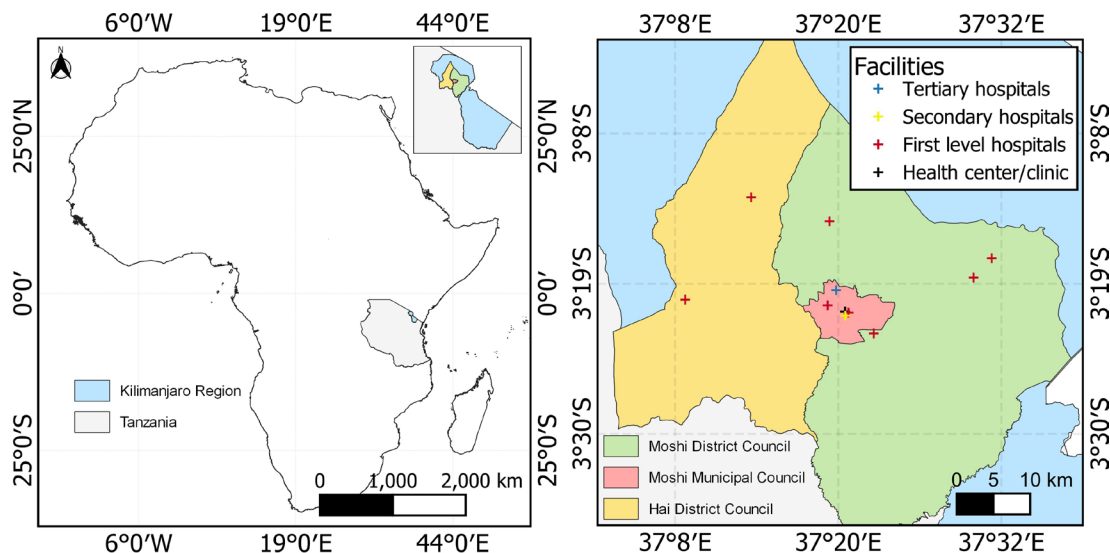 6°0′W 19°0′E 44°0′E
N
25°0′N
0°0′
25°0′S
25°0′N
0°0′
25°0′S
Kilimanjaro Region
Tanzania
0 1,000 2,000 km
6°0′W 19°0′E 44°0′E
37°8′E 37°20′E 37°32′E
Facilities
Tertiary hospitals
Secondary hospitals
First level hospitals
Health center/clinic
3°8′S
3°19′S
3°30′S
3°8′S
3°19′S
3°30′S
Moshi District Council
Moshi Municipal Council
Hai District Council
0 5 10 km
37°8′E 37°20′E 37°32′E